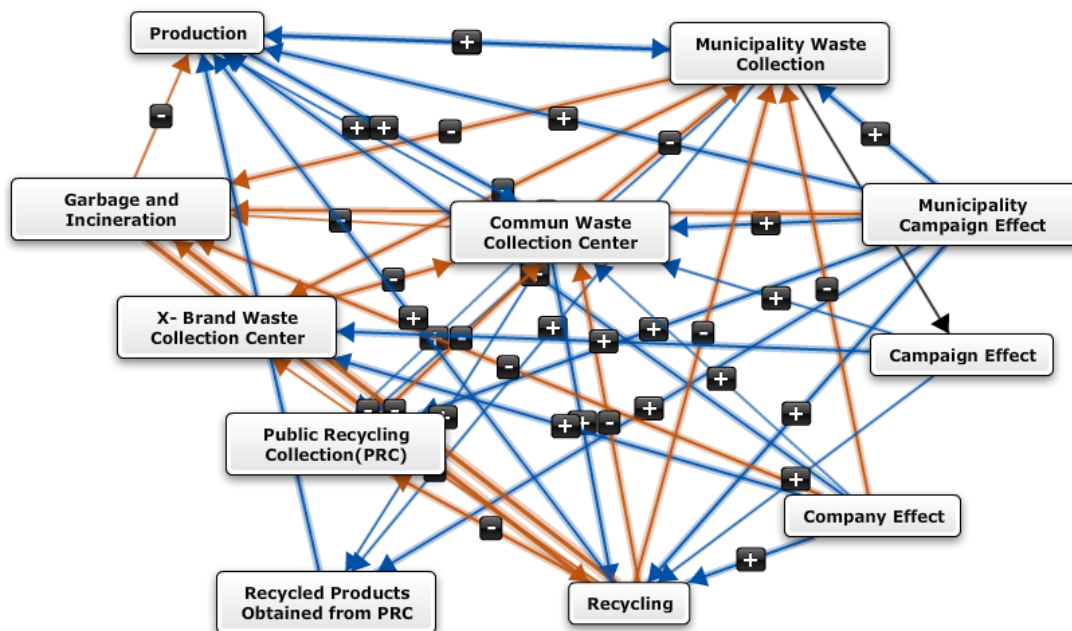 Production
Municipality Waste
Collection
+
-
+
+
-
+
-
+
Garbage and
Incineration
-
-
Commun Waste
Collection Center
+
Municipality
Campaign Effect
-
-
X- Brand Waste
Collection Center
+
+
-
+
+
+
-
+
-
-
Campaign Effect
-
+
-
-
+
+
+
-
+
+
Public Recycling
Collection(PRC)
-
+
Company Effect
-
+
Recycled Products
Obtained from PRC
Recycling